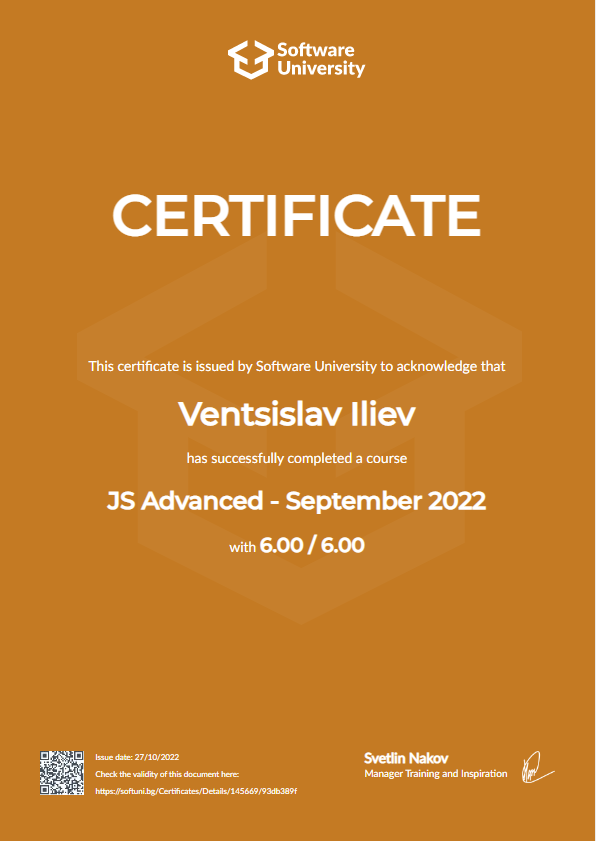 Software
University
CERTIFICATE
This certificate is issued by Software University to acknowledge that
Ventsislav Iliev
has successfully completed a course
JS Advanced - September 2022
with 6.00 / 6.00
Issue date: 27/10/2022
Check the validity of this document here:
https://softuni.bg/Certificates/Details/145669/93db389f
Svetlin Nakov
Manager Training and Inspiration